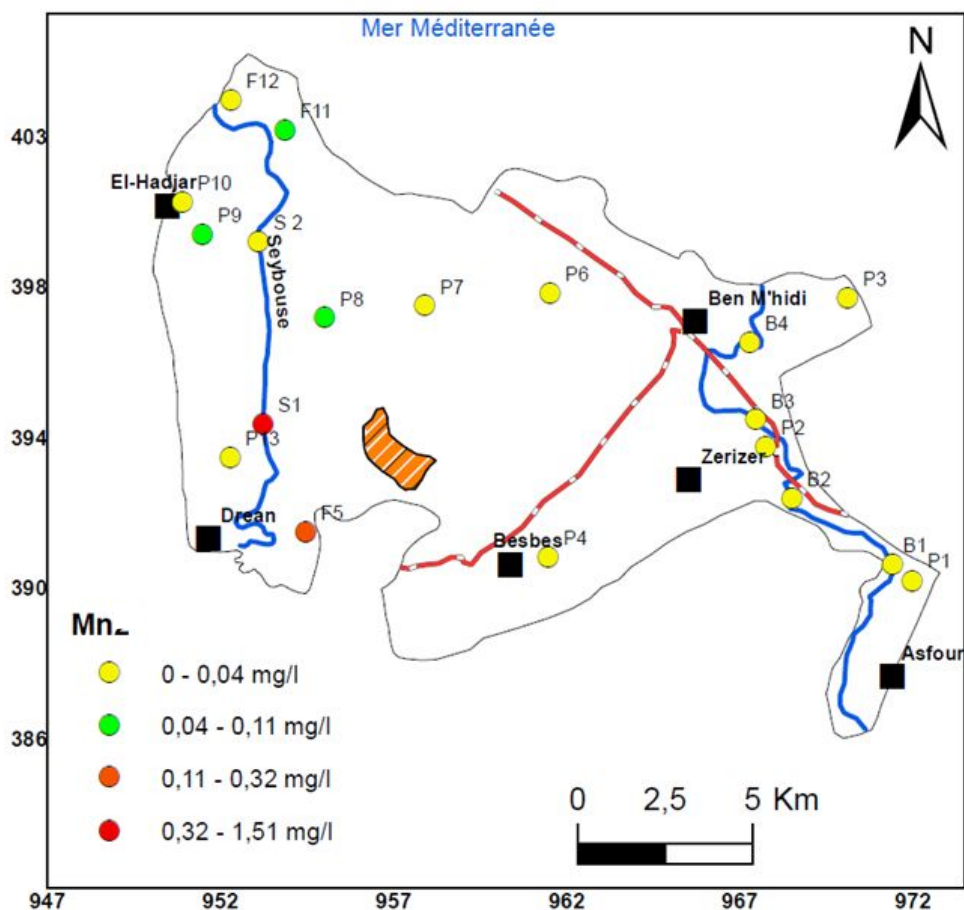 Mer Méditerranée
N
F12
F11
403
El-Hadjar
P10
P9
S 2
Seybouse
398
P8
P7
P6
P3
Ben M'hidi
B4
394
S1
B3
P2
Zerizer
B2
Drean
F5
Besbes
P4
B1
P1
390
Asfour
0 - 0,04 mg/l
0,04 - 0,11 mg/l
386
0,11 - 0,32 mg/l
0,32 - 1,51 mg/l
0 2,5 5 Km
947 952 957 962 967 972